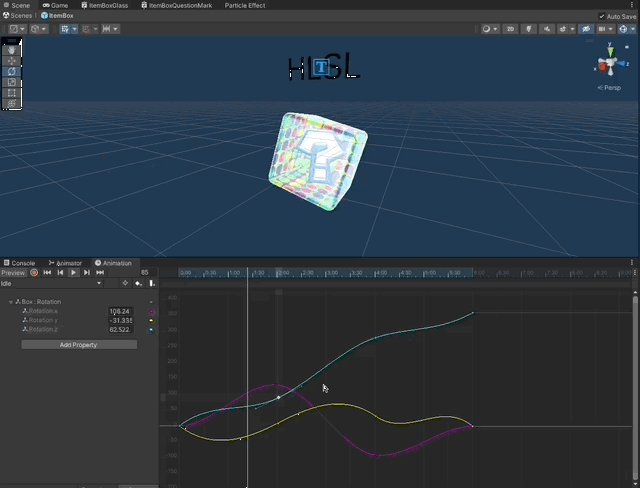 Scene
ItemBoxGlass
ItemBoxQuestionMark
Particle Effect
Scenes
ItemBox
Auto Save
HLSL
T
y
z
Persp
Console
Animator
Animation
Preview
85
0:00
0:30
1:00
1:30
2:00
2:30
3:00
3:30
4:00
4:30
5:00
5:30
6:00
Idle
Box : Rotation
Rotation.x
106.24
Rotation.y
-31.335
Rotation.z
62.522
Add Property
400
350
300
250
200
150
100
50
0
-50
-100
-150